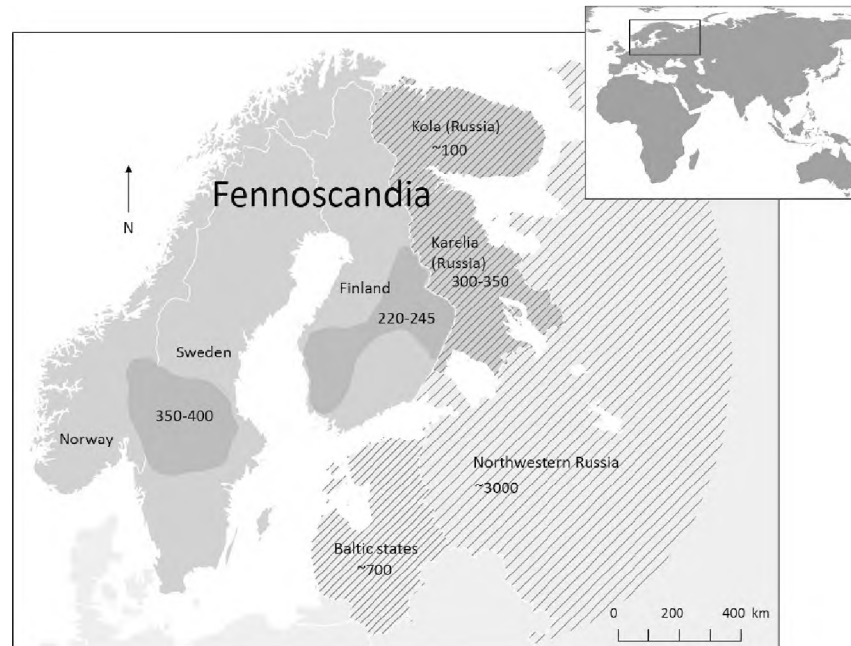 Kola (Russia)
~100
Fennoscandia
N
Karelia
(Russia)
300-350
Finland
220-245
Sweden
350-400
Norway
Northwestern Russia
~3000
Baltic states
~700
0 200 400 km